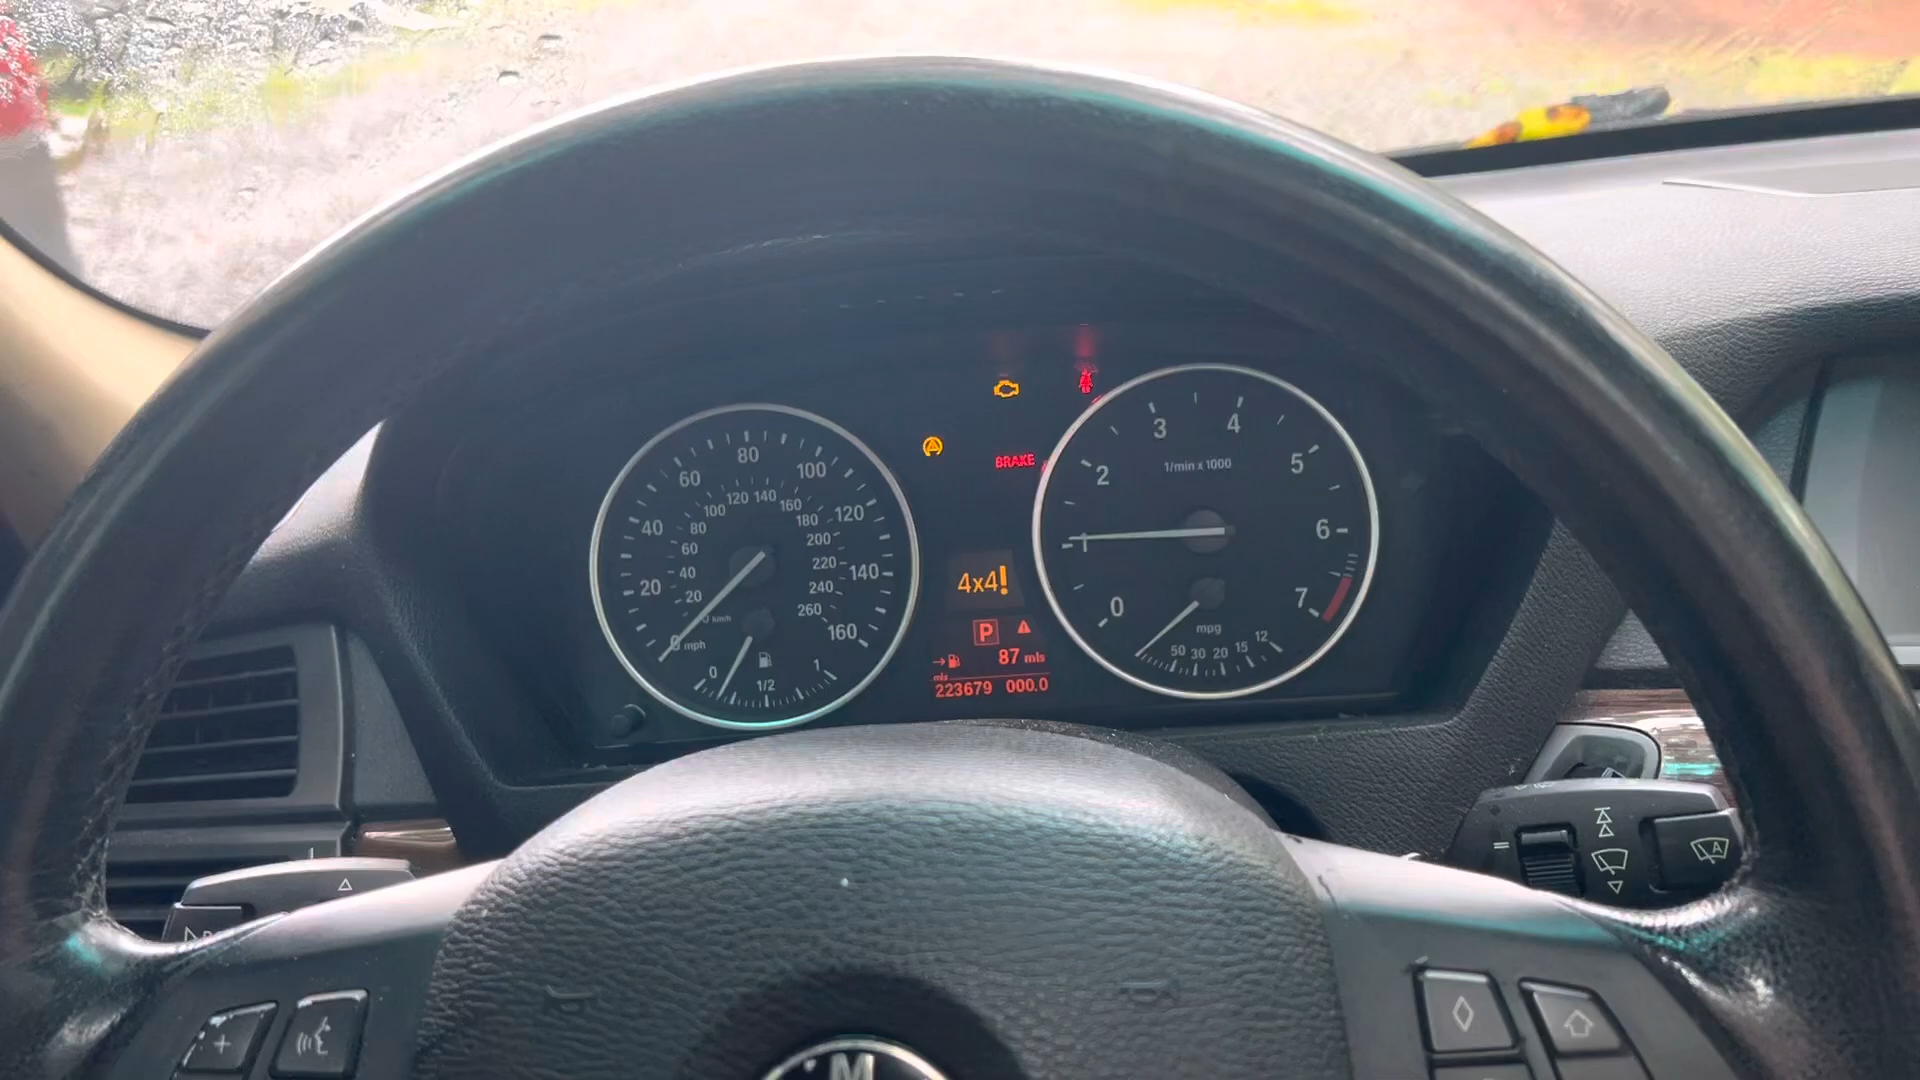 20 40 60 80 100 120 140 160
20 40 60 80 100 120 140 160 180 200 220 240 260
km/h
0 mph
0 1/2 1
BRAKE
4x4!
P
87 mls
mls
223679 000.0
0 1 2 3 4 5 6 7
1/min x 1000
mpg
50 30 20 15 12
A
+
M